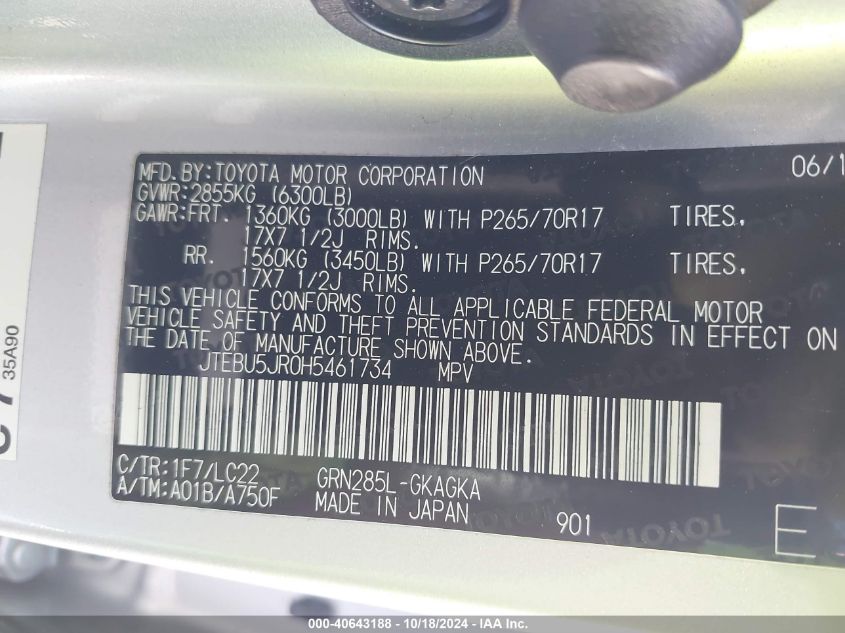 MFD. BY: TOYOTA MOTOR CORPORATION 06/1
GVWR: 2855KG (6300LB)
GAWR: FRT. 1360KG (3000LB) WITH P265/70R17 TIRES.
17X7 1/2J RIMS.
RR. 1560KG (3450LB) WITH P265/70R17 TIRES.
17X7 1/2J RIMS.
THIS VEHICLE CONFORMS TO ALL APPLICABLE FEDERAL MOTOR
VEHICLE SAFETY AND THEFT PREVENTION STANDARDS IN EFFECT ON
THE DATE OF MANUFACTURE SHOWN ABOVE.
JTEBU5JR0H5461734 MPV
C/TR: 1F7/LC22 GRN285L-GKAGKA
A/TM: A01B/A750F MADE IN JAPAN 901
E
35A90
000-40643188 - 10/18/2024 - IAA Inc.